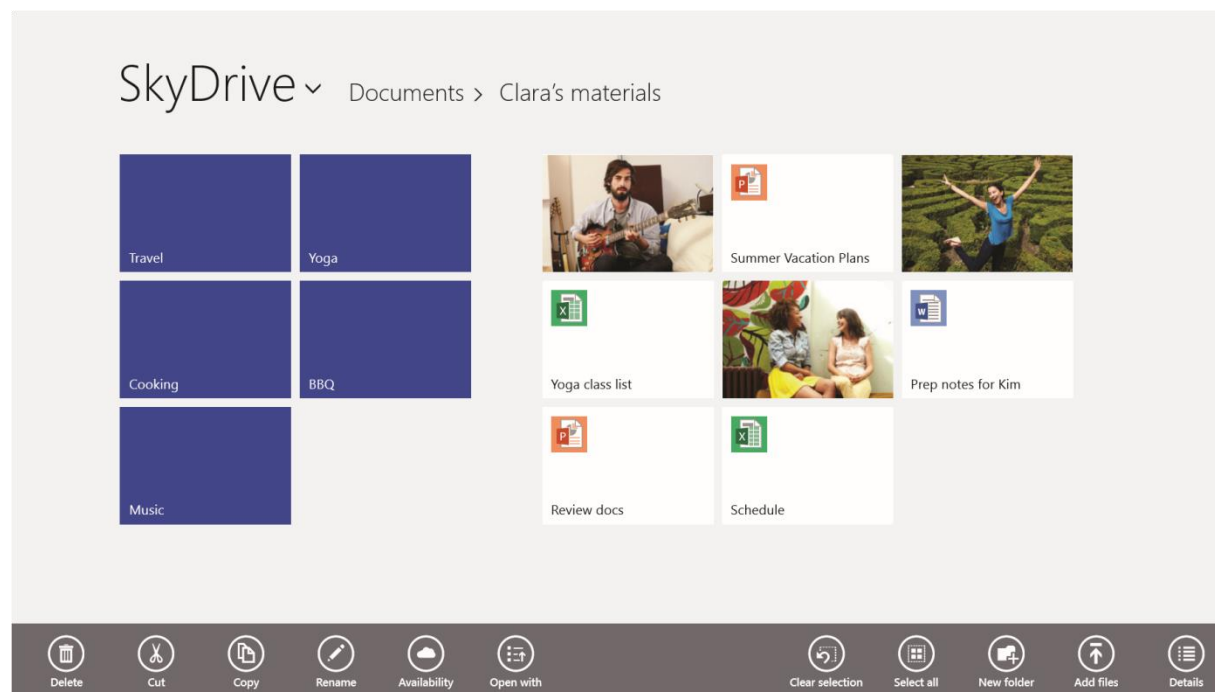 SkyDrive Documents > Clara's materials
Travel
Yoga
Cooking
BBQ
Music
Summer Vacation Plans
Yoga class list
Prep notes for Kim
Review docs
Schedule
Delete
Cut
Copy
Rename
Availability
Open with
Clear selection
Select all
New folder
Add files
Details